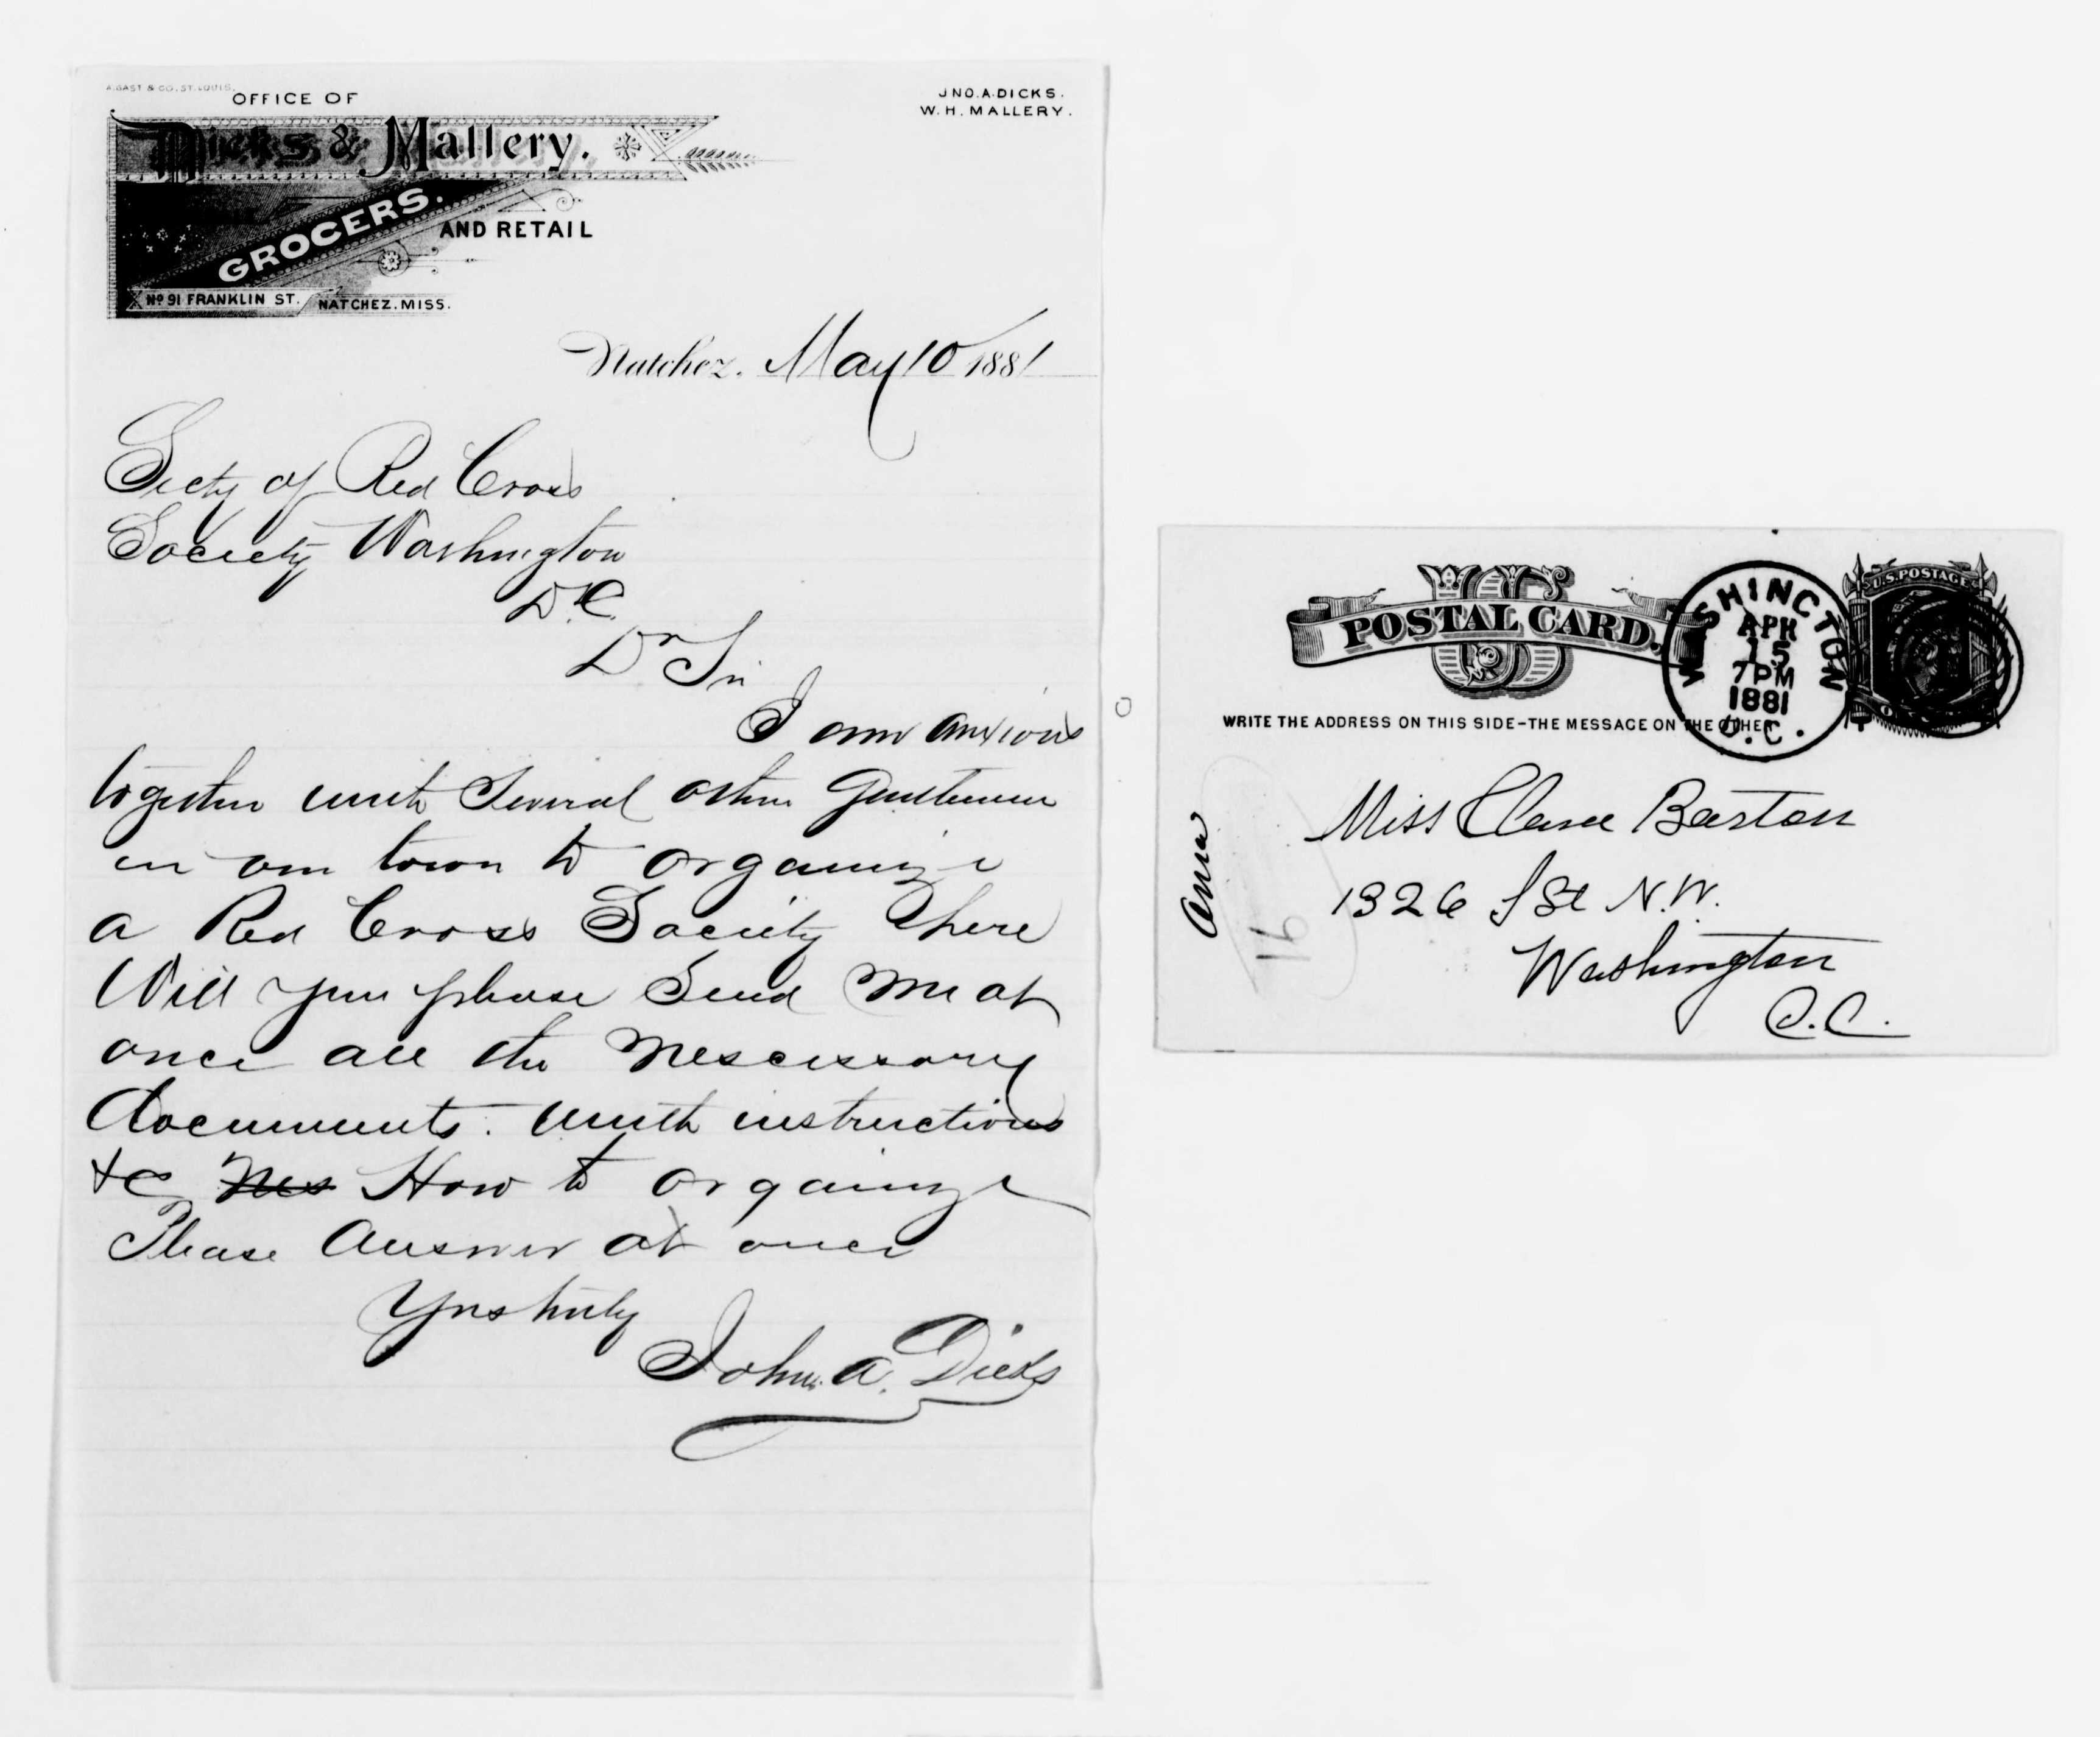 A. GAST & CO. ST. LOUIS.
OFFICE OF
JNO. A. DICKS.
W. H. MALLERY.
Dicks & Mallery.
GROCERS.
AND RETAIL
No 91 FRANKLIN ST. NATCHEZ. MISS.
Natchez. May 10 1881
Secty of Red Cross
Society Washington
D.C.
Dr Sir
I am anxious
together with Several other Gentlemen
in our town to organize
a Red Cross Society here
Will you please Send me at
once all the Nescessary
documents. with instructions
&c Nes How to organize
Please Answer at once
Yrs truly
John. A. Dicks
US
POSTAL CARD.
WASHINGTON
APR
15
7PM
1881
D.C.
U.S. POSTAGE
WRITE THE ADDRESS ON THIS SIDE-THE MESSAGE ON THE OTHER
Miss Clara Barton
1326 I St N.W.
Washington
D.C.
Ansd
16